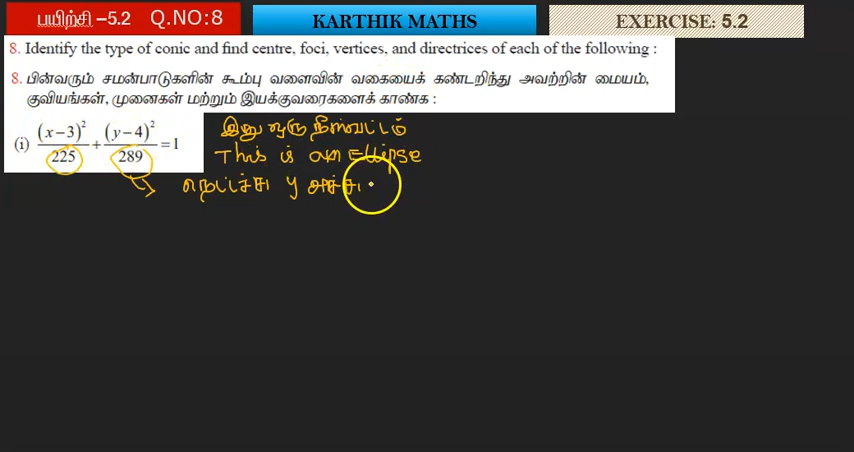 பயிற்சி –5.2 Q.NO:8
KARTHIK MATHS
EXERCISE: 5.2
8. Identify the type of conic and find centre, foci, vertices, and directrices of each of the following :
8. பின்வரும் சமன்பாடுகளின் கூம்பு வளைவின் வகையைக் கண்டறிந்து அவற்றின் மையம்,
குவியங்கள், முனைகள் மற்றும் இயக்குவரைகளைக் காண்க :
(i) (x−3)²/225 + (y−4)²/289 = 1
இது ஒரு நீள்வட்டம்
This is an Ellipse
நெட்டச்சு y அச்சு